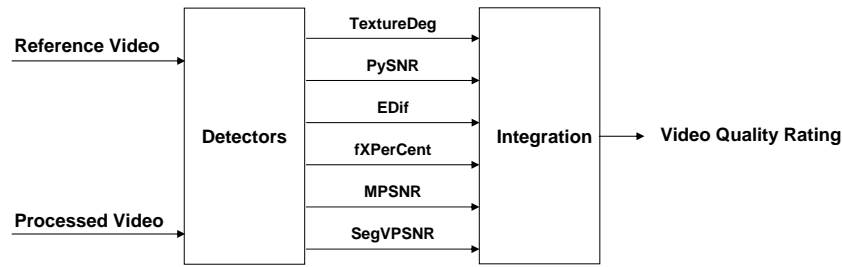 Reference Video
Processed Video
Detectors
TextureDeg
PySNR
EDif
fXPerCent
MPSNR
SegVPSNR
Integration
Video Quality Rating